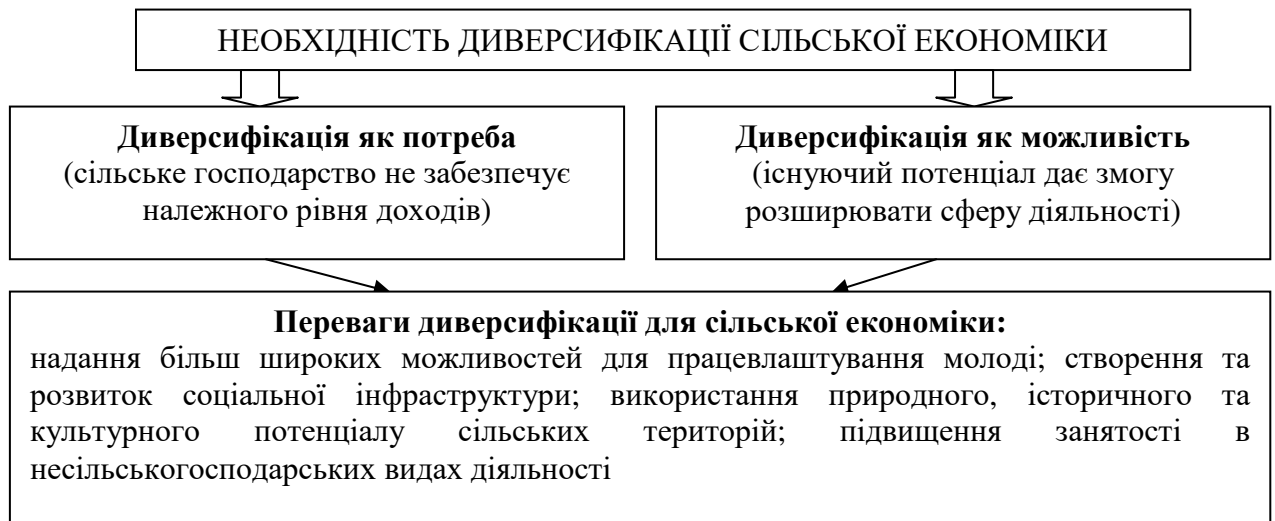 НЕОБХІДНІСТЬ ДИВЕРСИФІКАЦІЇ СІЛЬСЬКОЇ ЕКОНОМІКИ
Диверсифікація як потреба
(сільське господарство не забезпечує
належного рівня доходів)
Диверсифікація як можливість
(існуючий потенціал дає змогу
розширювати сферу діяльності)
Переваги диверсифікації для сільської економіки:
надання більш широких можливостей для працевлаштування молоді; створення та
розвиток соціальної інфраструктури; використання природного, історичного та
культурного потенціалу сільських територій; підвищення занятості в
несільськогосподарських видах діяльності